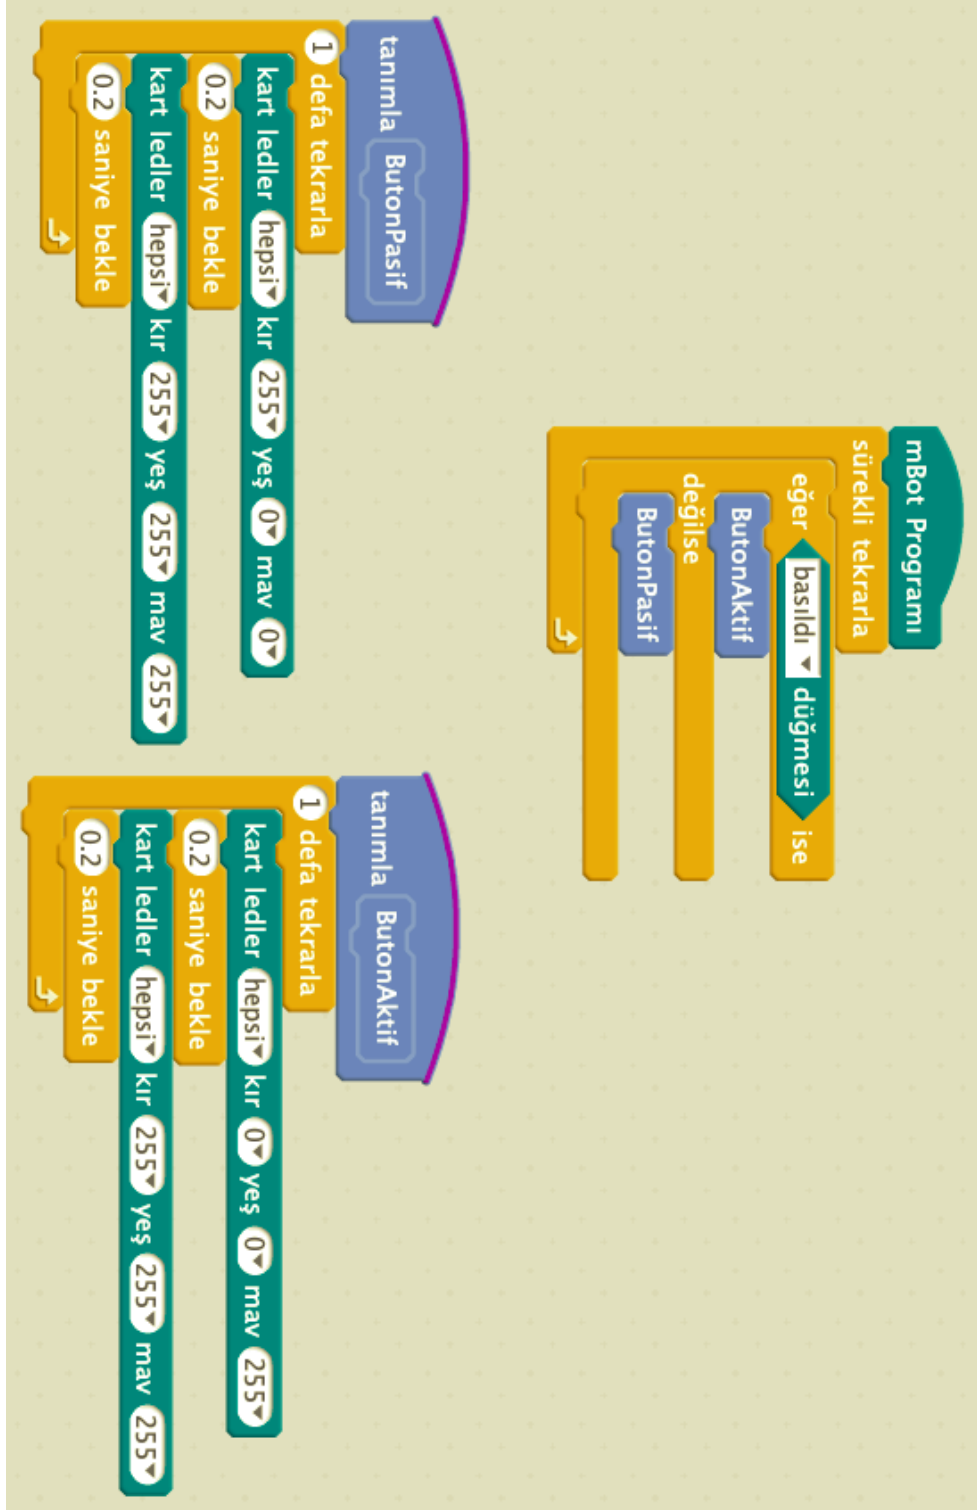 mBot Programı
sürekli tekrarla
eğer basıldı düğmesi ise
ButonAktif
değilse
ButonPasif
tanımla ButonPasif
1 defa tekrarla
kart ledler hepsi kır 255 yeş 0 mav 0
0.2 saniye bekle
kart ledler hepsi kır 255 yeş 255 mav 255
0.2 saniye bekle
tanımla ButonAktif
1 defa tekrarla
kart ledler hepsi kır 0 yeş 0 mav 255
0.2 saniye bekle
kart ledler hepsi kır 255 yeş 255 mav 255
0.2 saniye bekle